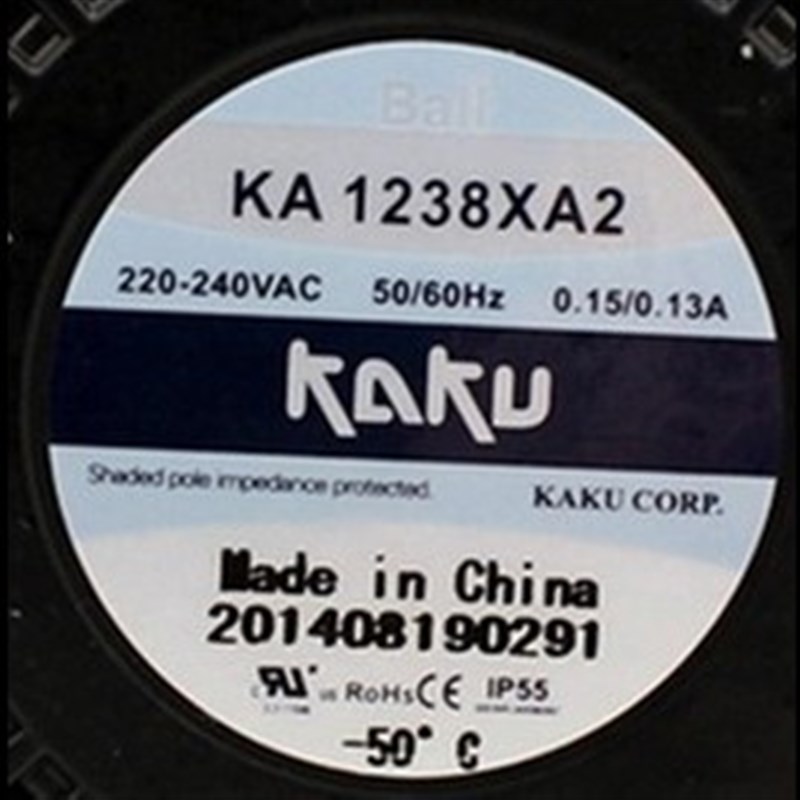 Ball
KA 1238XA2
220-240VAC 50/60Hz 0.15/0.13A
KAKU
Shaded pole impedance protected. KAKU CORP.
Made in China
201408190291
c RU us RoHS CE IP55
-50° C